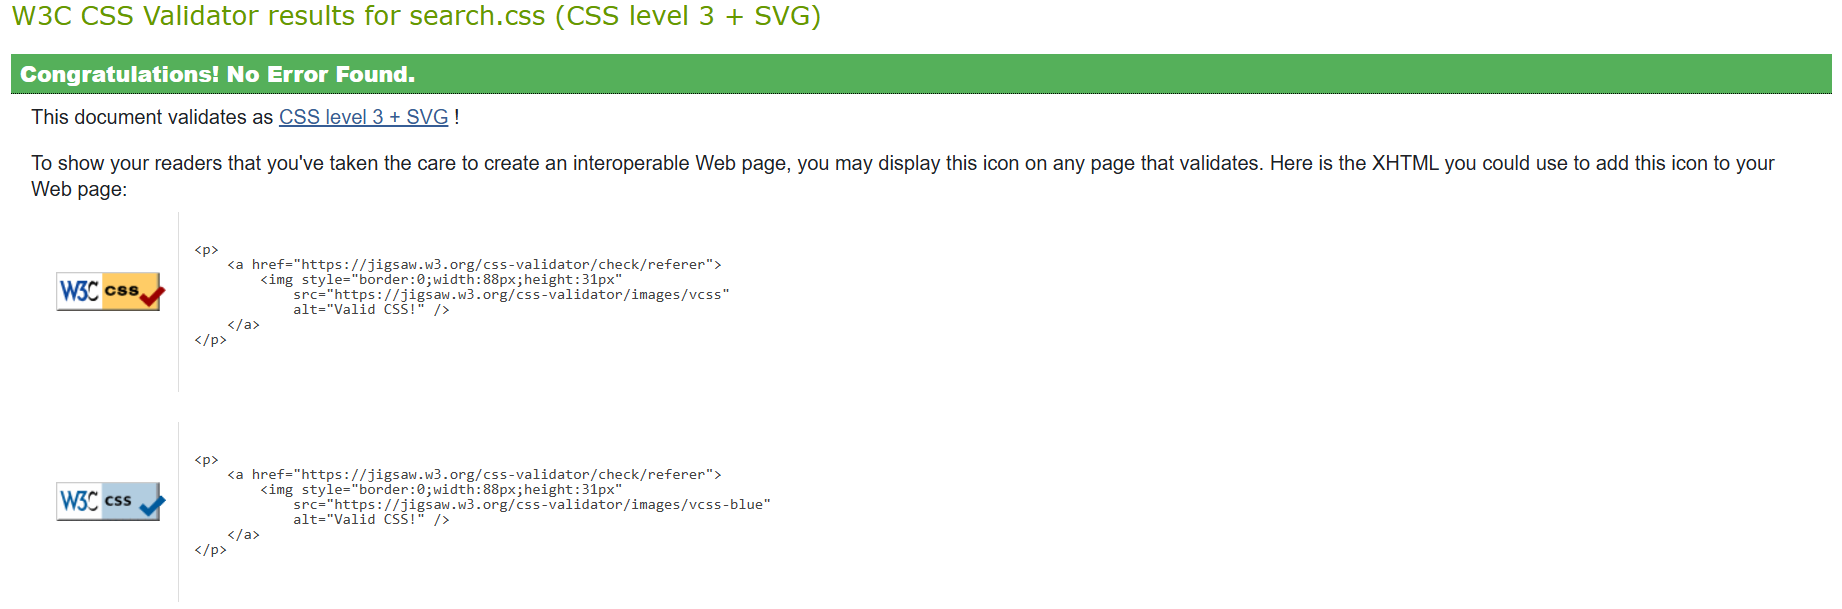 W3C CSS Validator results for search.css (CSS level 3 + SVG)
Congratulations! No Error Found.
This document validates as CSS level 3 + SVG !
To show your readers that you've taken the care to create an interoperable Web page, you may display this icon on any page that validates. Here is the XHTML you could use to add this icon to your
Web page:
W3C css
<p>
    <a href="https://jigsaw.w3.org/css-validator/check/referer">
        <img style="border:0;width:88px;height:31px"
            src="https://jigsaw.w3.org/css-validator/images/vcss"
            alt="Valid CSS!" />
    </a>
</p>
W3C css
<p>
    <a href="https://jigsaw.w3.org/css-validator/check/referer">
        <img style="border:0;width:88px;height:31px"
            src="https://jigsaw.w3.org/css-validator/images/vcss-blue"
            alt="Valid CSS!" />
    </a>
</p>